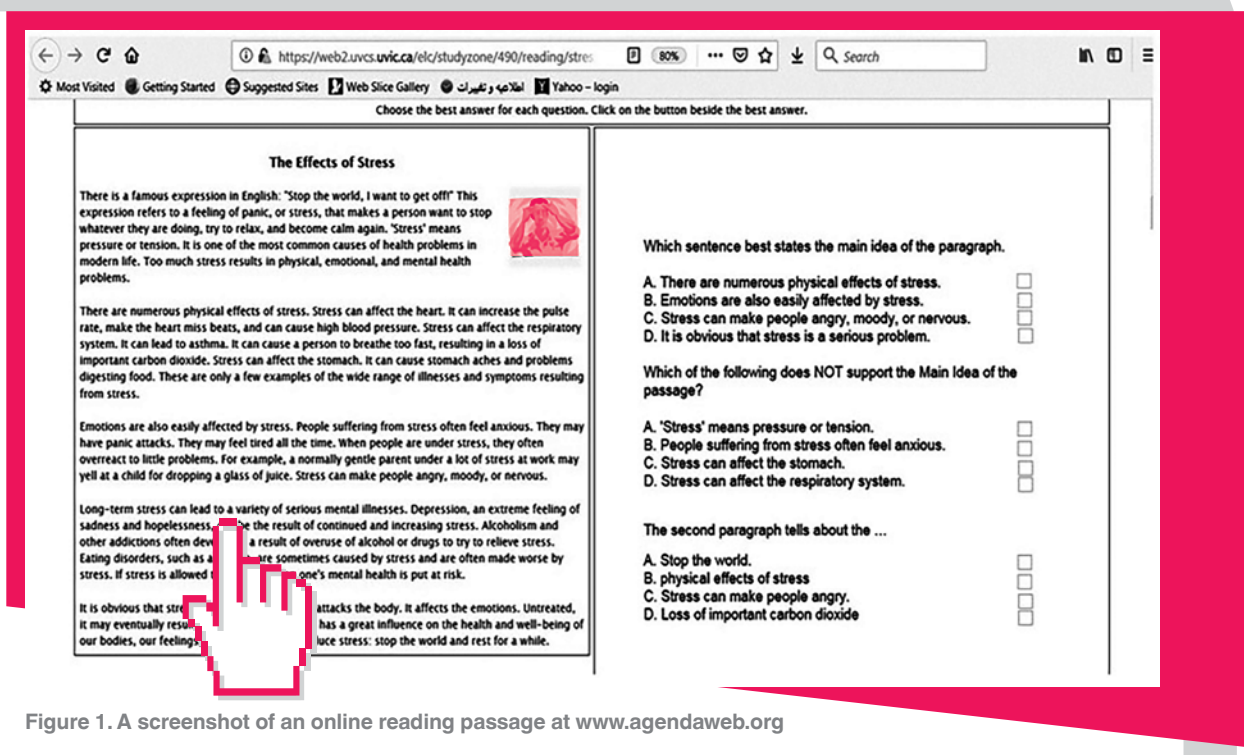 https://web2.uvcs.uvic.ca/elc/studyzone/490/reading/stres
80%
Search
Most Visited Getting Started Suggested Sites Web Slice Gallery Yahoo – login
Choose the best answer for each question. Click on the button beside the best answer.
The Effects of Stress
There is a famous expression in English: "Stop the world, I want to get off!" This
expression refers to a feeling of panic, or stress, that makes a person want to stop
whatever they are doing, try to relax, and become calm again. 'Stress' means
pressure or tension. It is one of the most common causes of health problems in
modern life. Too much stress results in physical, emotional, and mental health
problems.
There are numerous physical effects of stress. Stress can affect the heart. It can increase the pulse
rate, make the heart miss beats, and can cause high blood pressure. Stress can affect the respiratory
system. It can lead to asthma. It can cause a person to breathe too fast, resulting in a loss of
important carbon dioxide. Stress can affect the stomach. It can cause stomach aches and problems
digesting food. These are only a few examples of the wide range of illnesses and symptoms resulting
from stress.
Emotions are also easily affected by stress. People suffering from stress often feel anxious. They may
have panic attacks. They may feel tired all the time. When people are under stress, they often
overreact to little problems. For example, a normally gentle parent under a lot of stress at work may
yell at a child for dropping a glass of juice. Stress can make people angry, moody, or nervous.
Long-term stress can lead to a variety of serious mental illnesses. Depression, an extreme feeling of
sadness and hopelessness, be the result of continued and increasing stress. Alcoholism and
other addictions often a result of overuse of alcohol or drugs to try to relieve stress.
Eating disorders, such as are sometimes caused by stress and are often made worse by
stress. If stress is allowed one's mental health is put at risk.
It is obvious that attacks the body. It affects the emotions. Untreated,
it may eventually has a great influence on the health and well-being of
our bodies, our feelings stress: stop the world and rest for a while.
Which sentence best states the main idea of the paragraph.
A. There are numerous physical effects of stress.
B. Emotions are also easily affected by stress.
C. Stress can make people angry, moody, or nervous.
D. It is obvious that stress is a serious problem.
Which of the following does NOT support the Main Idea of the
passage?
A. 'Stress' means pressure or tension.
B. People suffering from stress often feel anxious.
C. Stress can affect the stomach.
D. Stress can affect the respiratory system.
The second paragraph tells about the ...
A. Stop the world.
B. physical effects of stress
C. Stress can make people angry.
D. Loss of important carbon dioxide
Figure 1. A screenshot of an online reading passage at www.agendaweb.org